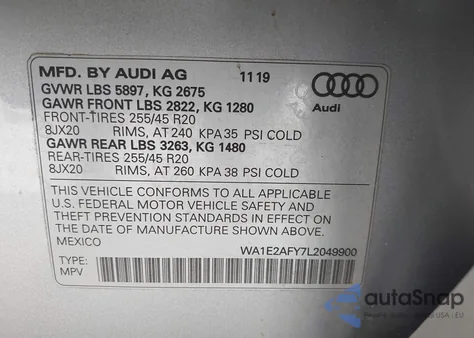 MFD. BY AUDI AG 11 19
GVWR LBS 5897, KG 2675
GAWR FRONT LBS 2822, KG 1280
FRONT-TIRES 255/45 R20
8JX20 RIMS, AT 240 KPA 35 PSI COLD
GAWR REAR LBS 3263, KG 1480
REAR-TIRES 255/45 R20
8JX20 RIMS, AT 260 KPA 38 PSI COLD
Audi
THIS VEHICLE CONFORMS TO ALL APPLICABLE
U.S. FEDERAL MOTOR VEHICLE SAFETY AND
THEFT PREVENTION STANDARDS IN EFFECT ON
THE DATE OF MANUFACTURE SHOWN ABOVE.
MEXICO WA1E2AFY7L2049900
TYPE:
MPV
autoSnap